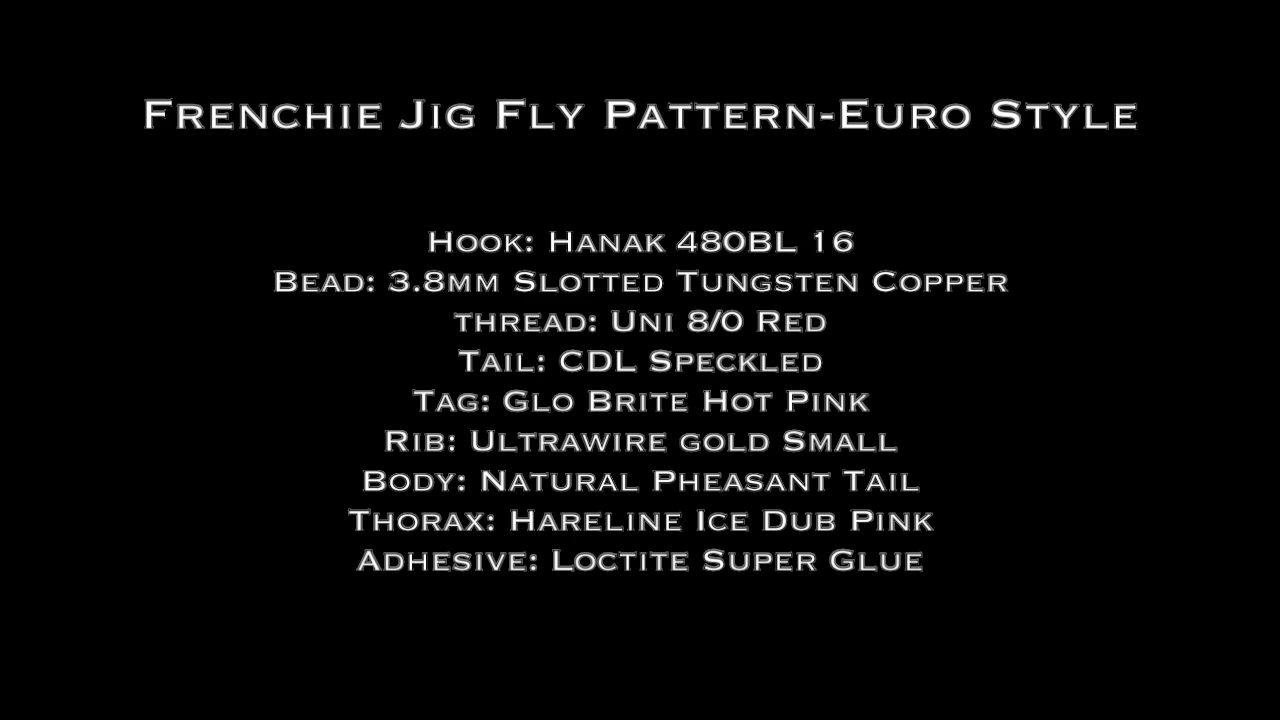 Frenchie Jig Fly Pattern-Euro Style
Hook: Hanak 480BL 16
Bead: 3.8mm Slotted Tungsten Copper
thread: Uni 8/0 Red
Tail: CDL Speckled
Tag: Glo Brite Hot Pink
Rib: Ultrawire gold Small
Body: Natural Pheasant Tail
Thorax: Hareline Ice Dub Pink
Adhesive: Loctite Super Glue